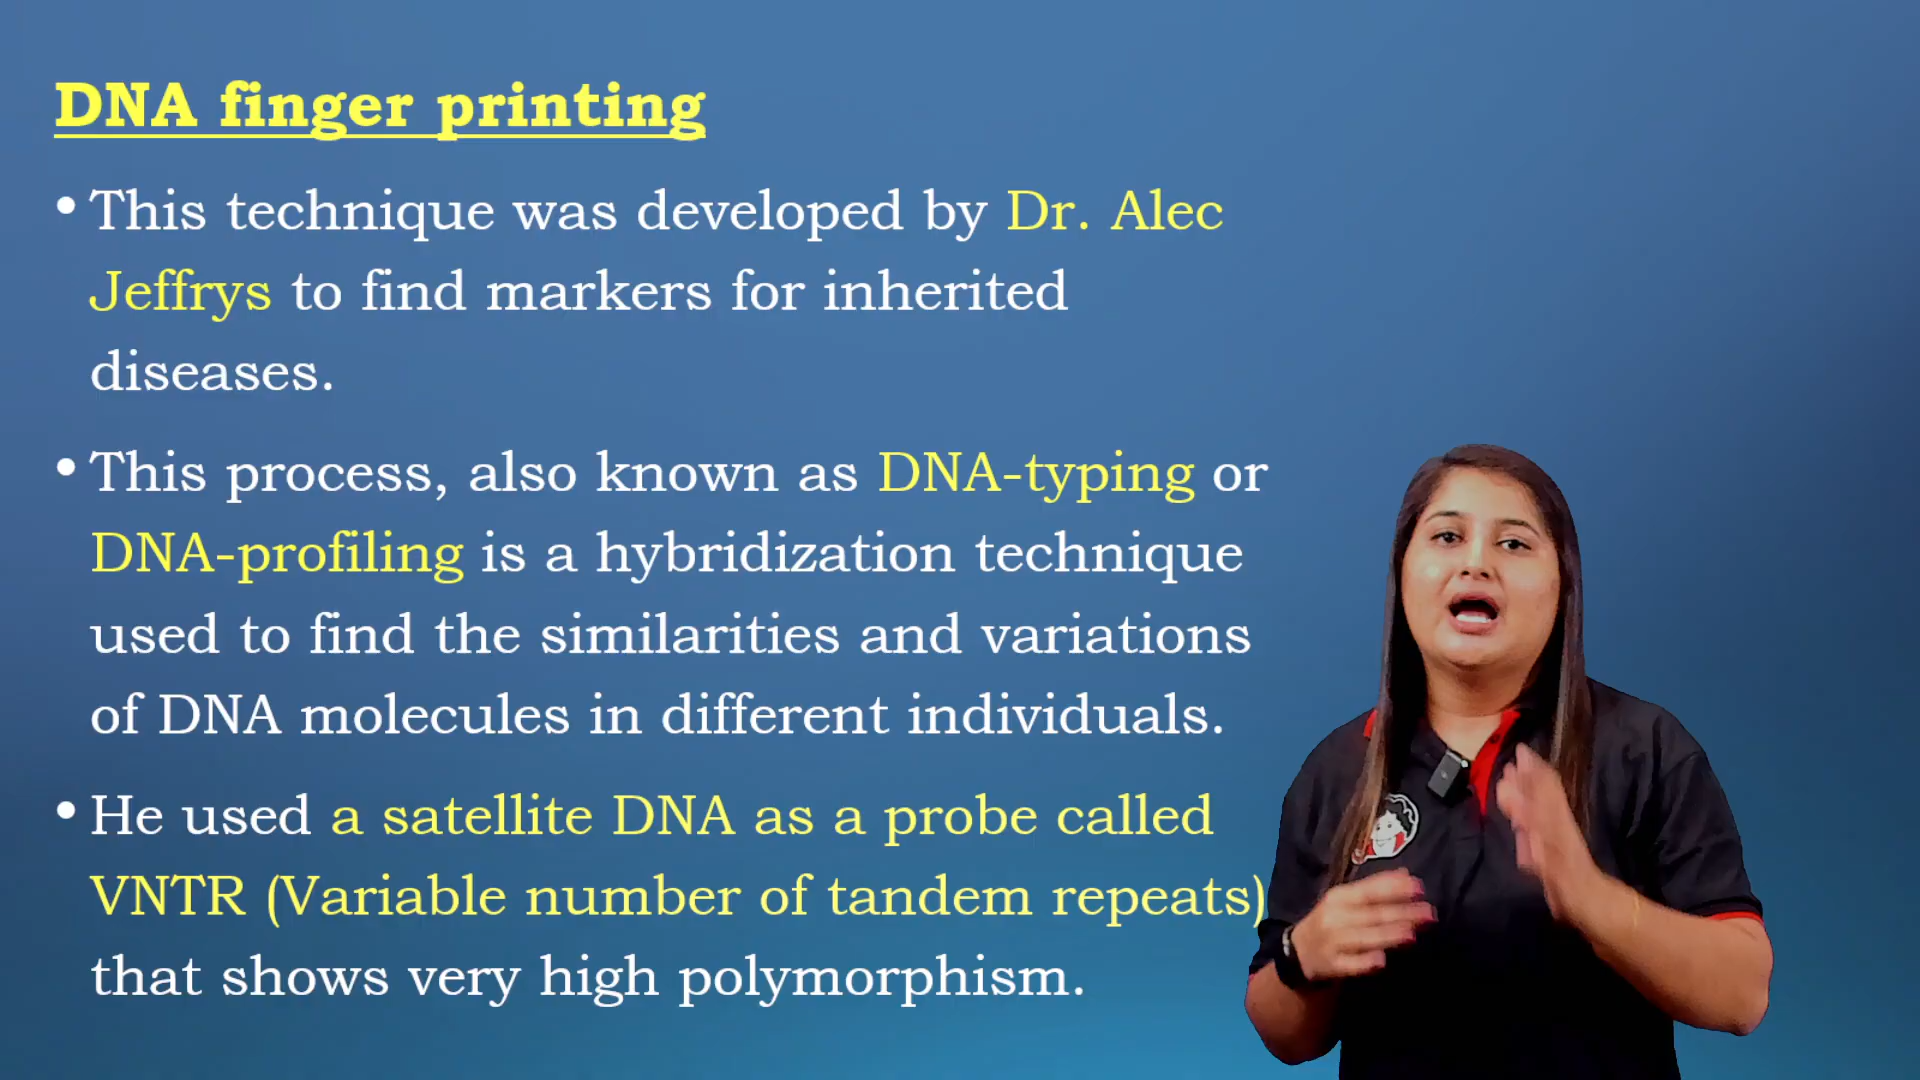 DNA finger printing
• This technique was developed by Dr. Alec
Jeffrys to find markers for inherited
diseases.
• This process, also known as DNA-typing or
DNA-profiling is a hybridization technique
used to find the similarities and variations
of DNA molecules in different individuals.
• He used a satellite DNA as a probe called
VNTR (Variable number of tandem repeats)
that shows very high polymorphism.